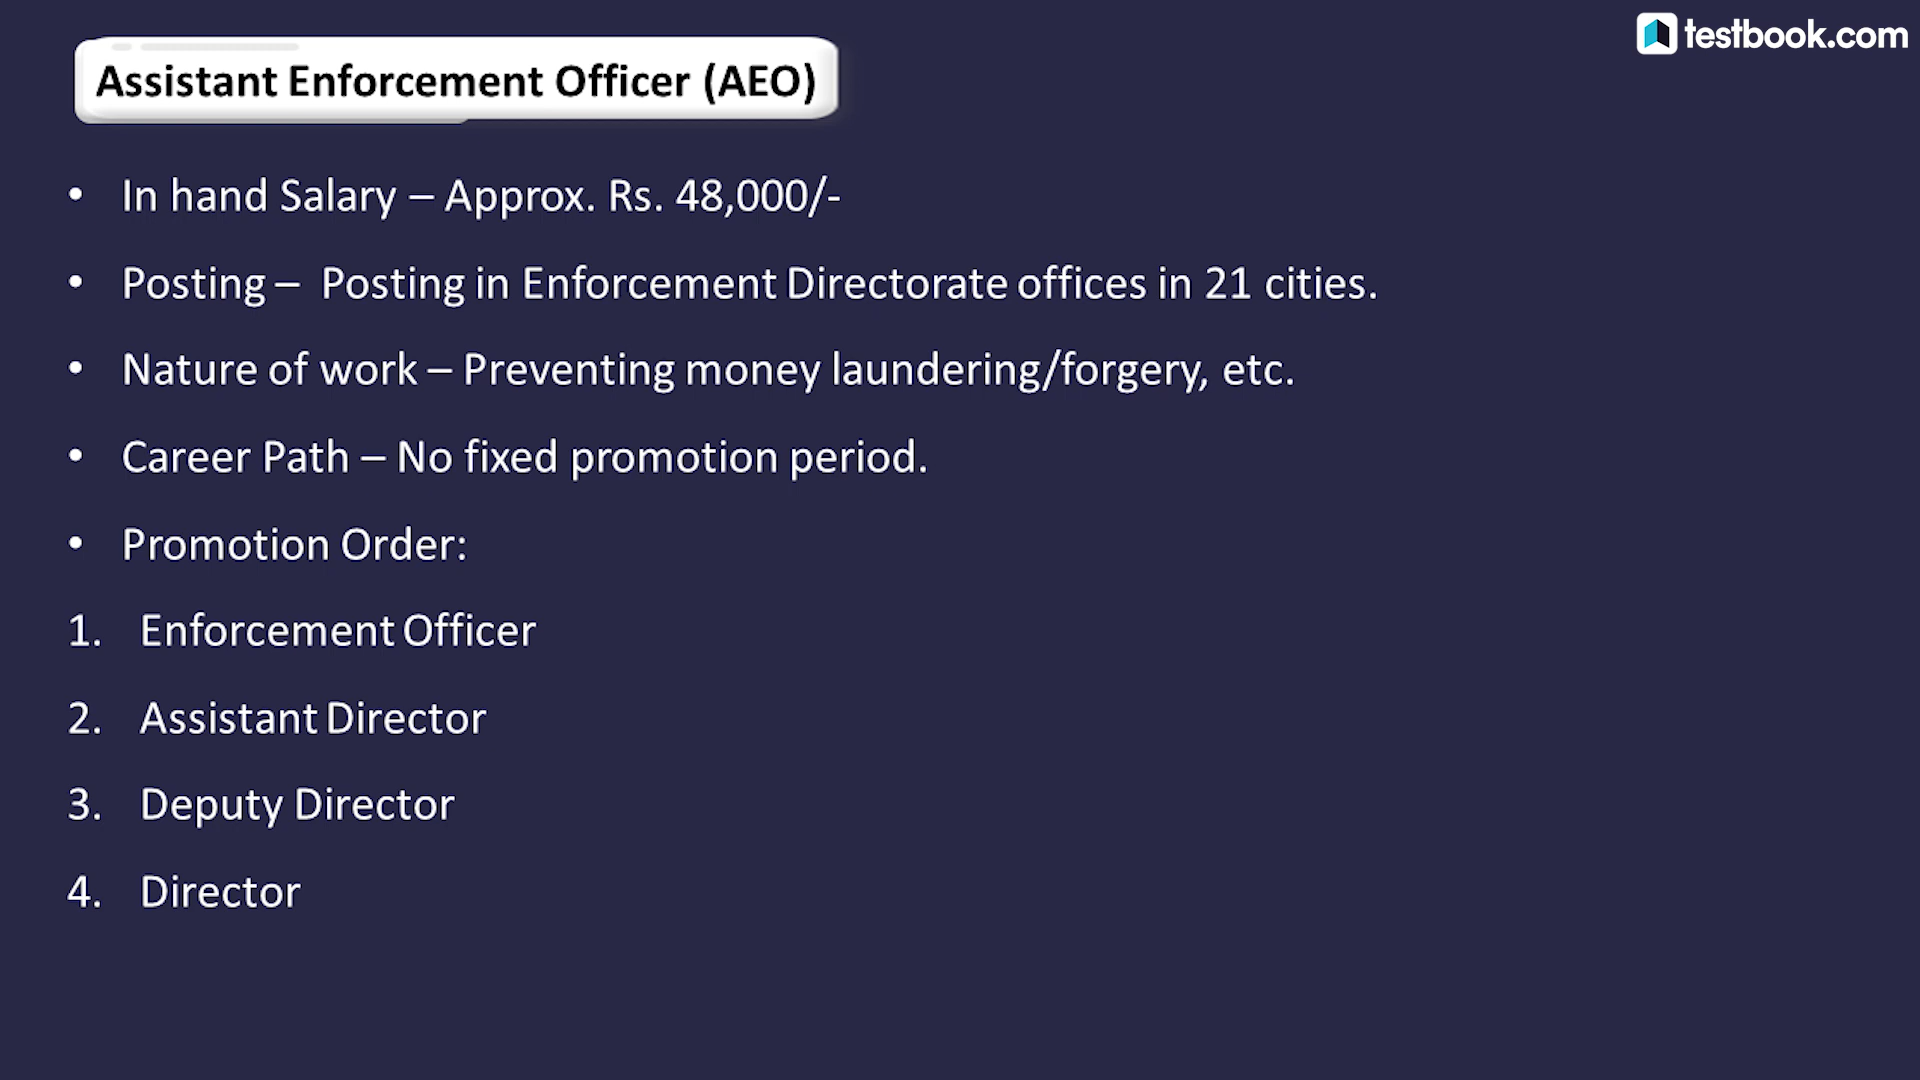 testbook.com
Assistant Enforcement Officer (AEO)
• In hand Salary – Approx. Rs. 48,000/-
• Posting – Posting in Enforcement Directorate offices in 21 cities.
• Nature of work – Preventing money laundering/forgery, etc.
• Career Path – No fixed promotion period.
• Promotion Order:
1. Enforcement Officer
2. Assistant Director
3. Deputy Director
4. Director